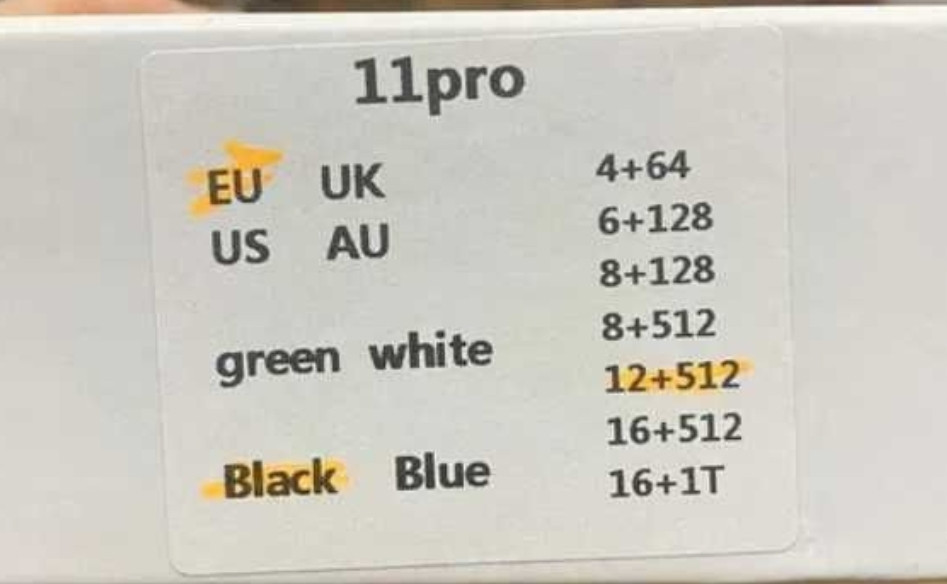 11pro
EU UK
US AU
green white
Black Blue
4+64
6+128
8+128
8+512
12+512
16+512
16+1T